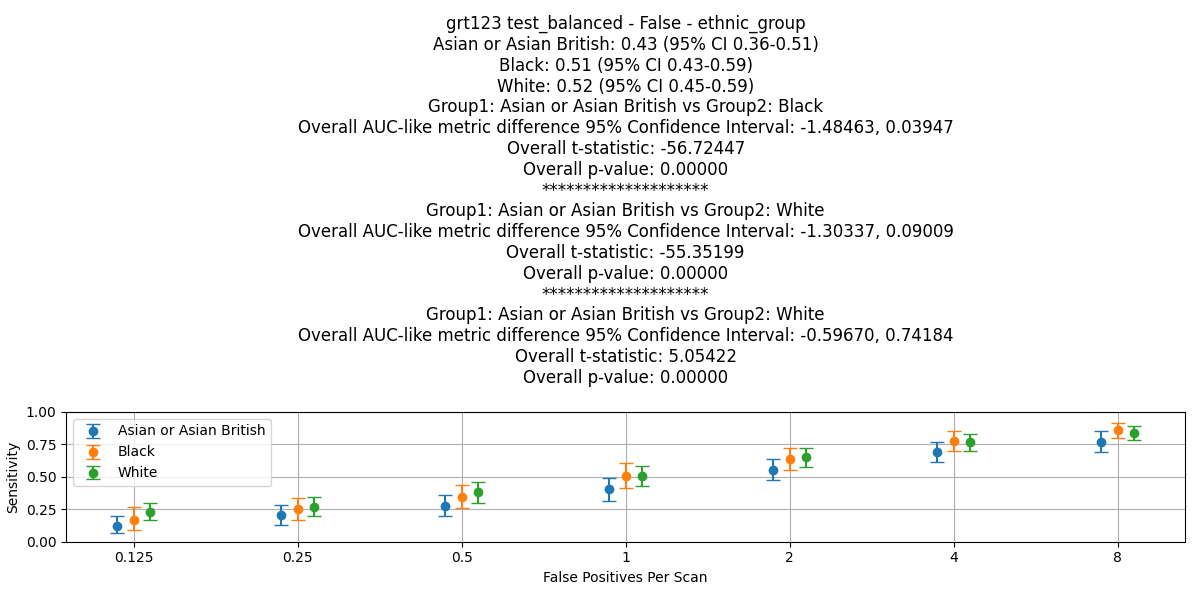 grt123 test_balanced - False - ethnic_group
Asian or Asian British: 0.43 (95% CI 0.36-0.51)
Black: 0.51 (95% CI 0.43-0.59)
White: 0.52 (95% CI 0.45-0.59)
Group1: Asian or Asian British vs Group2: Black
Overall AUC-like metric difference 95% Confidence Interval: -1.48463, 0.03947
Overall t-statistic: -56.72447
Overall p-value: 0.00000
********************
Group1: Asian or Asian British vs Group2: White
Overall AUC-like metric difference 95% Confidence Interval: -1.30337, 0.09009
Overall t-statistic: -55.35199
Overall p-value: 0.00000
********************
Group1: Asian or Asian British vs Group2: White
Overall AUC-like metric difference 95% Confidence Interval: -0.59670, 0.74184
Overall t-statistic: 5.05422
Overall p-value: 0.00000
Sensitivity
1.00
0.75
0.50
0.25
0.00
Asian or Asian British
Black
White
0.125 0.25 0.5 1 2 4 8
False Positives Per Scan